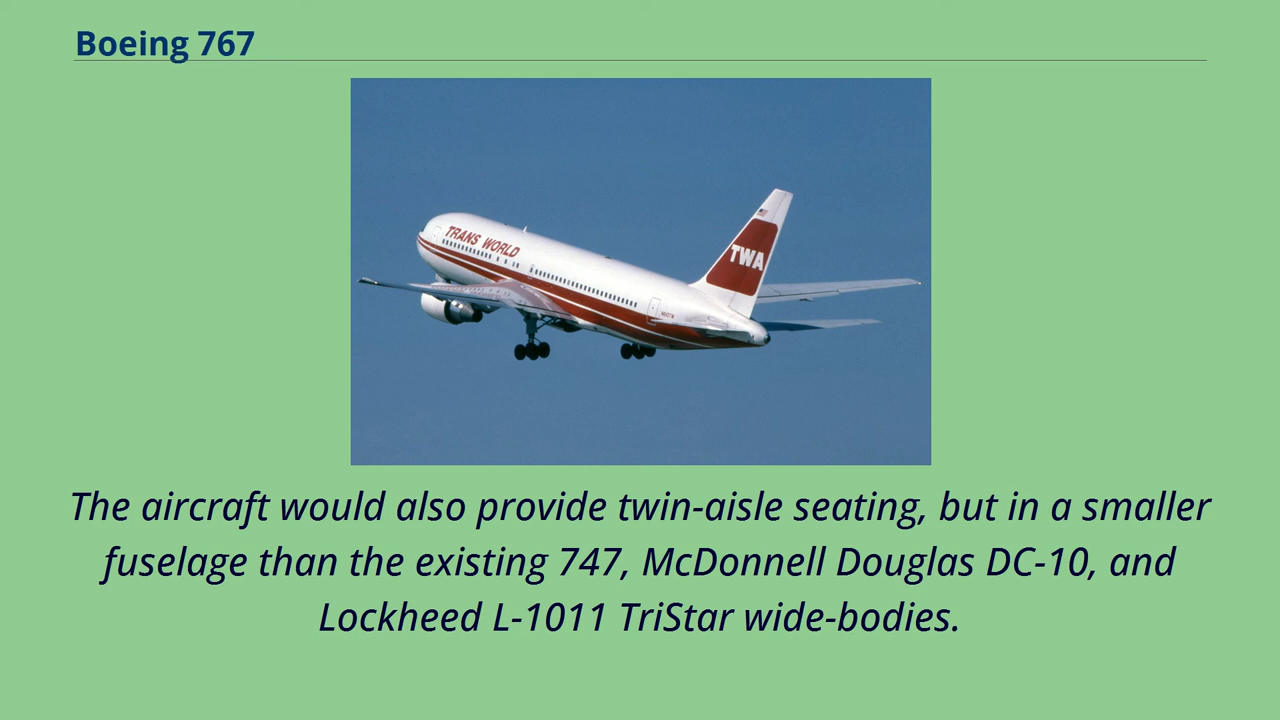 Boeing 767
TRANS WORLD
TWA
The aircraft would also provide twin-aisle seating, but in a smaller
fuselage than the existing 747, McDonnell Douglas DC-10, and
Lockheed L-1011 TriStar wide-bodies.